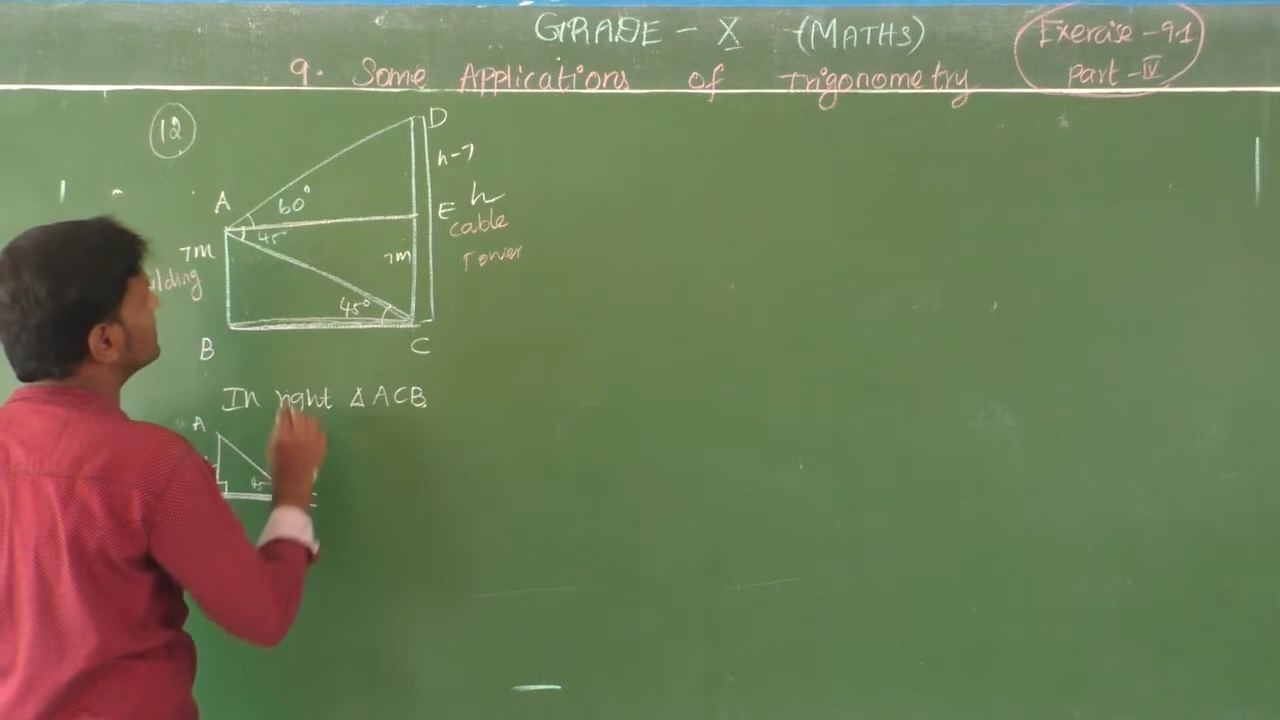 GRADE - X (MATHS)
Exercise - 9.1
Part - IV
9. Some Applications of Trigonometry
12
D
h-7
A
60°
E
h
cable
Tower
45°
7m
7m
45°
B
C
In right ∆ ACB
A
45